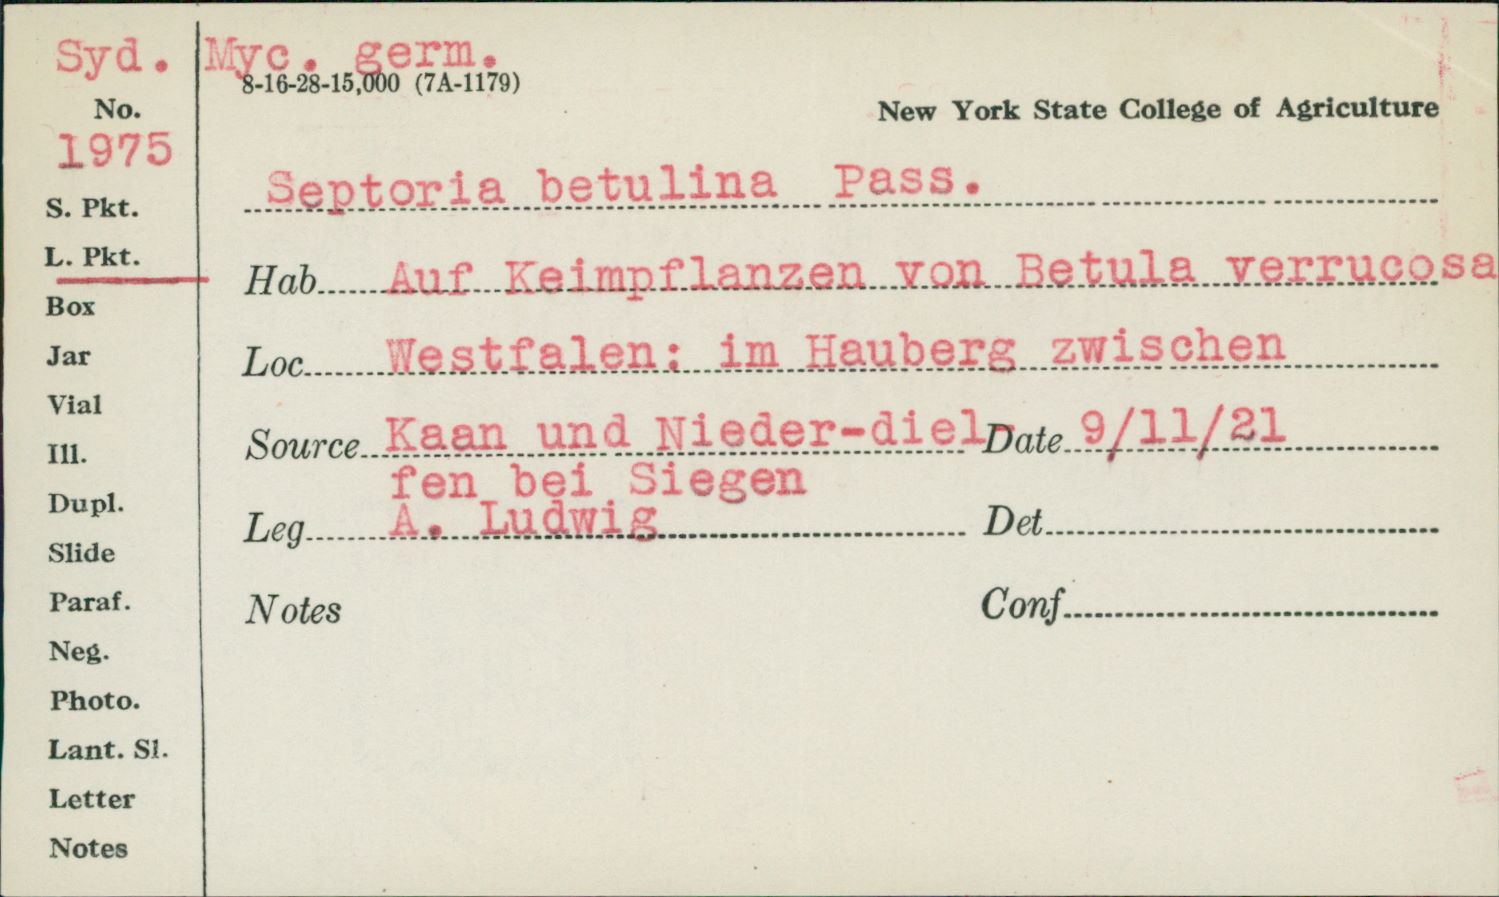 Syd. Myc. germ.
8-16-28-15,000 (7A-1179)
No.
1975
New York State College of Agriculture
Septoria betulina Pass.
S. Pkt.
L. Pkt.
Hab Auf Keimpflanzen von Betula verrucosa
Box
Jar
Loc Westfalen: im Hauberg zwischen
Vial
Source Kaan und Nieder-diel- Date 9/11/21
Ill.
fen bei Siegen
Dupl.
Leg A. Ludwig Det
Slide
Paraf.
Notes Conf
Neg.
Photo.
Lant. Sl.
Letter
Notes